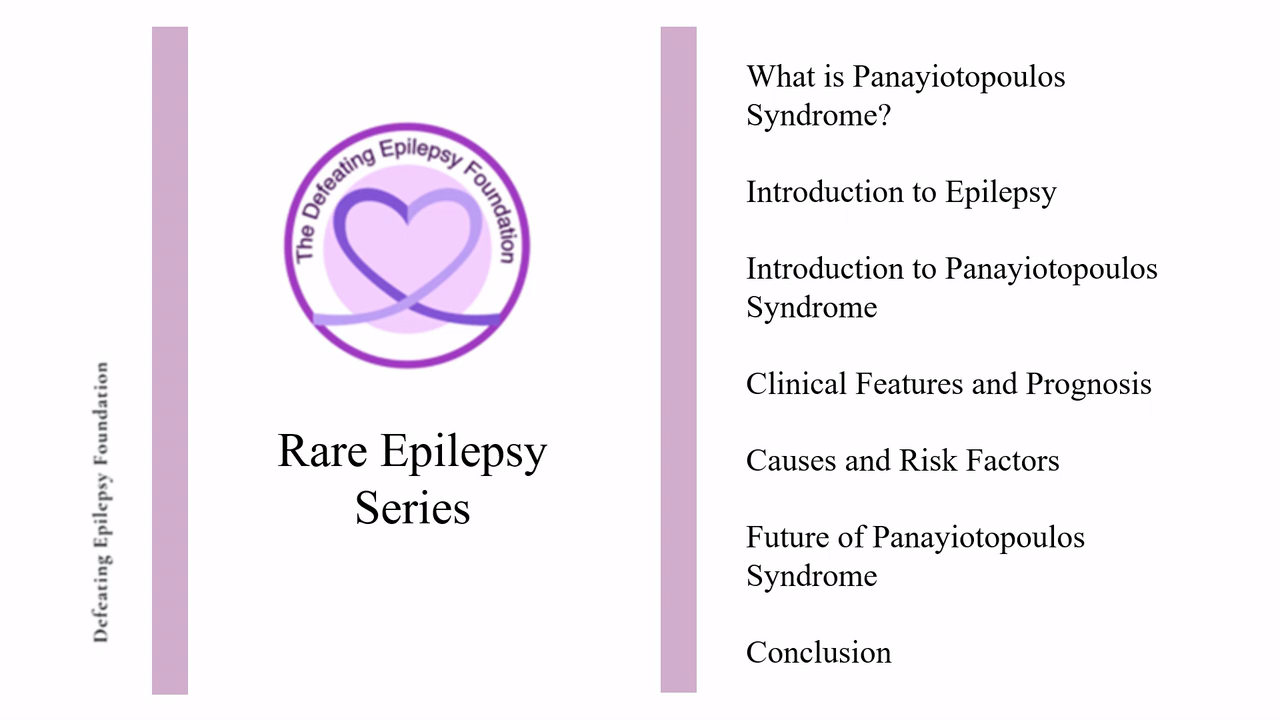 Defeating Epilepsy Foundation
The Defeating Epilepsy Foundation
Rare Epilepsy
Series
What is Panayiotopoulos
Syndrome?
Introduction to Epilepsy
Introduction to Panayiotopoulos
Syndrome
Clinical Features and Prognosis
Causes and Risk Factors
Future of Panayiotopoulos
Syndrome
Conclusion